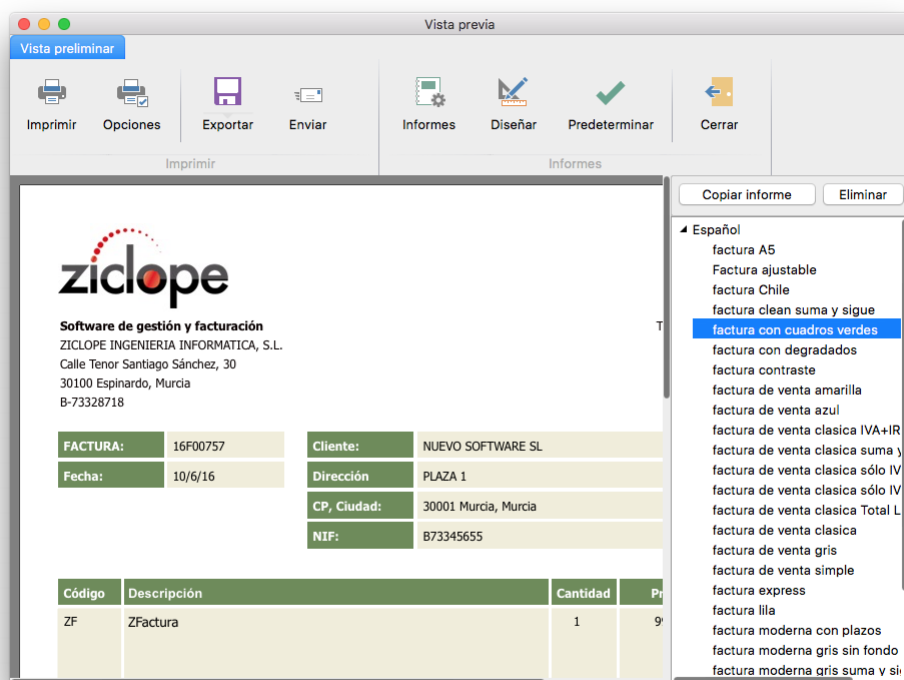 Vista previa
Vista preliminar
Imprimir Opciones Exportar Enviar Informes Diseñar Predeterminar Cerrar
Imprimir Informes
Copiar informe Eliminar
ziclope
Software de gestión y facturación
ZICLOPE INGENIERIA INFORMATICA, S.L.
Calle Tenor Santiago Sánchez, 30
30100 Espinardo, Murcia
B-73328718
T
FACTURA: 16F00757
Fecha: 10/6/16
Cliente: NUEVO SOFTWARE SL
Dirección PLAZA 1
CP, Ciudad: 30001 Murcia, Murcia
NIF: B73345655
Código Descripción Cantidad Pr
ZF ZFactura 1 9
Español
factura A5
Factura ajustable
factura Chile
factura clean suma y sigue
factura con cuadros verdes
factura con degradados
factura contraste
factura de venta amarilla
factura de venta azul
factura de venta clasica IVA+IR
factura de venta clasica suma y
factura de venta clasica sólo IV
factura de venta clasica sólo IV
factura de venta clasica Total L
factura de venta clasica
factura de venta gris
factura de venta simple
factura express
factura lila
factura moderna con plazos
factura moderna gris sin fondo
factura moderna gris suma y si